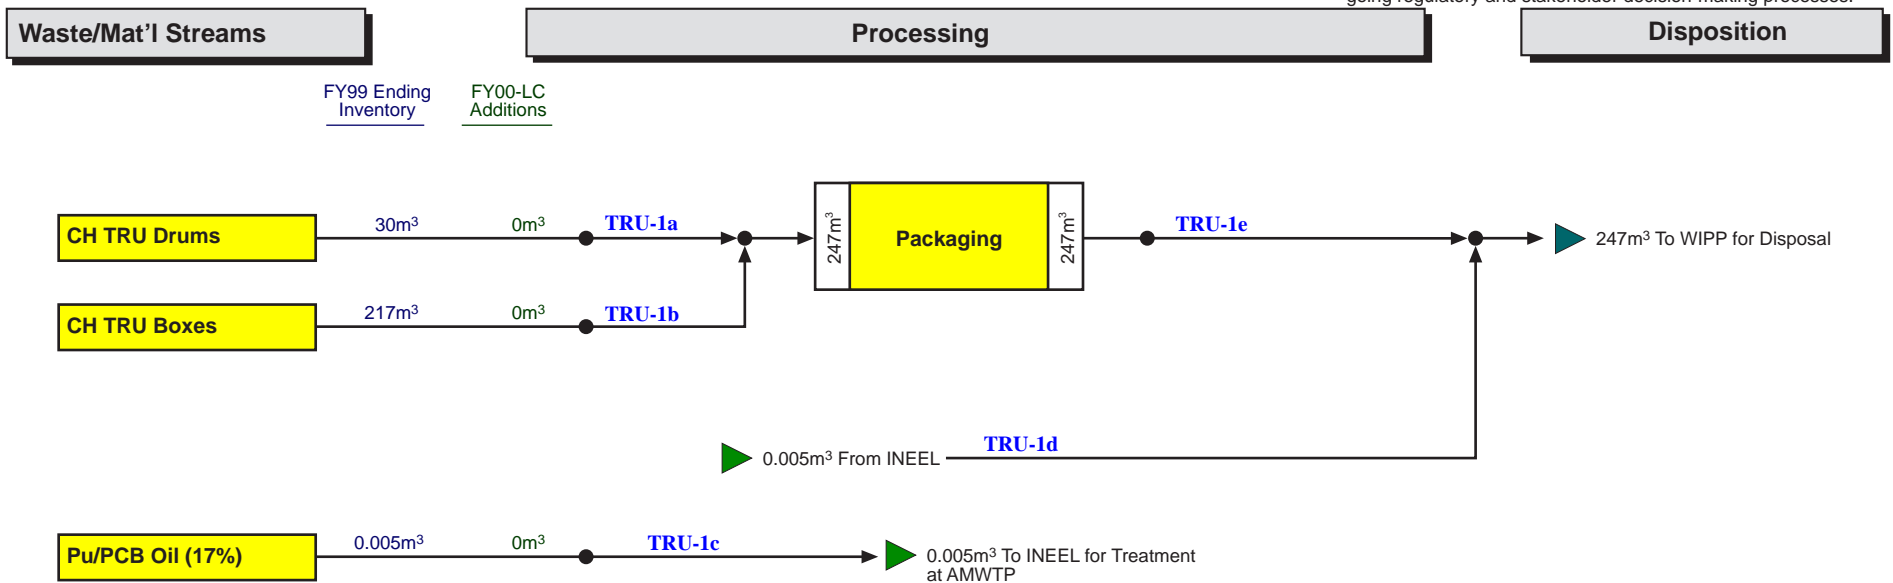 going regulatory and stakeholder decision making processes.
Waste/Mat'l Streams
Processing
Disposition
FY99 Ending
Inventory
FY00-LC
Additions
CH TRU Drums
30m³
0m³
TRU-1a
247m³
Packaging
247m³
TRU-1e
247m³ To WIPP for Disposal
CH TRU Boxes
217m³
0m³
TRU-1b
0.005m³ From INEEL
TRU-1d
Pu/PCB Oil (17%)
0.005m³
0m³
TRU-1c
0.005m³ To INEEL for Treatment
at AMWTP